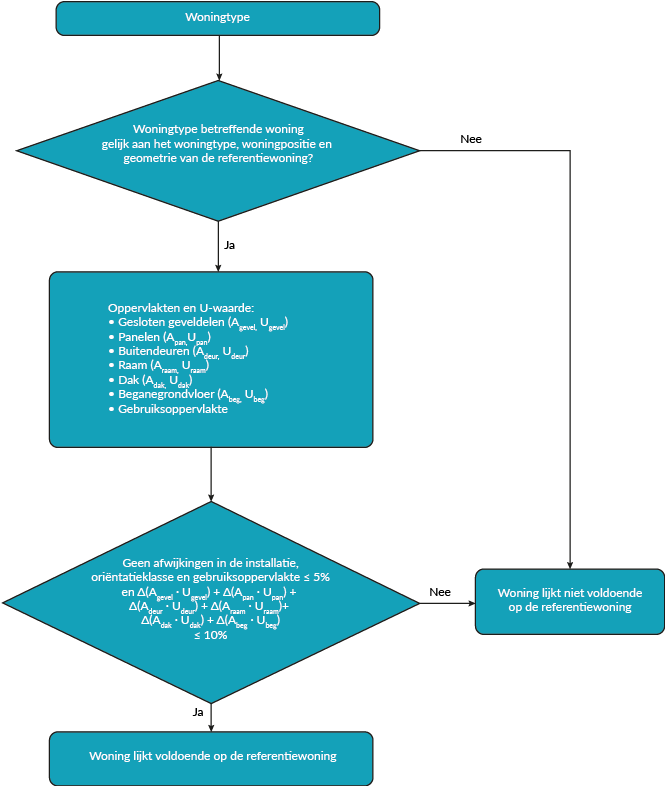 Woningtype
Woningtype betreffende woning
gelijk aan het woningtype, woningpositie en
geometrie van de referentiewoning?
Nee
Ja
Oppervlakten en U-waarde:
• Gesloten geveldelen (Agevel, Ugevel)
• Panelen (Apan,Upan)
• Buitendeuren (Adeur, Udeur)
• Raam (Araam, Uraam)
• Dak (Adak, Udak)
• Beganegrondvloer (Abeg, Ubeg)
• Gebruiksoppervlakte
Geen afwijkingen in de installatie,
oriëntatieklasse en gebruiksoppervlakte ≤ 5%
en Δ(Agevel · Ugevel) + Δ(Apan · Upan) +
Δ(Adeur · Udeur) + Δ(Araam · Uraam)+
Δ(Adak · Udak) + Δ(Abeg · Ubeg)
≤ 10%
Nee
Woning lijkt niet voldoende
op de referentiewoning
Ja
Woning lijkt voldoende op de referentiewoning